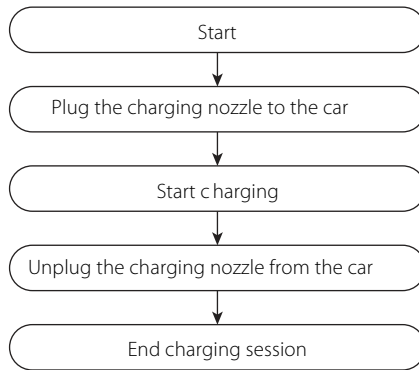 Start
Plug the charging nozzle to the car
Start charging
Unplug the charging nozzle from the car
End charging session